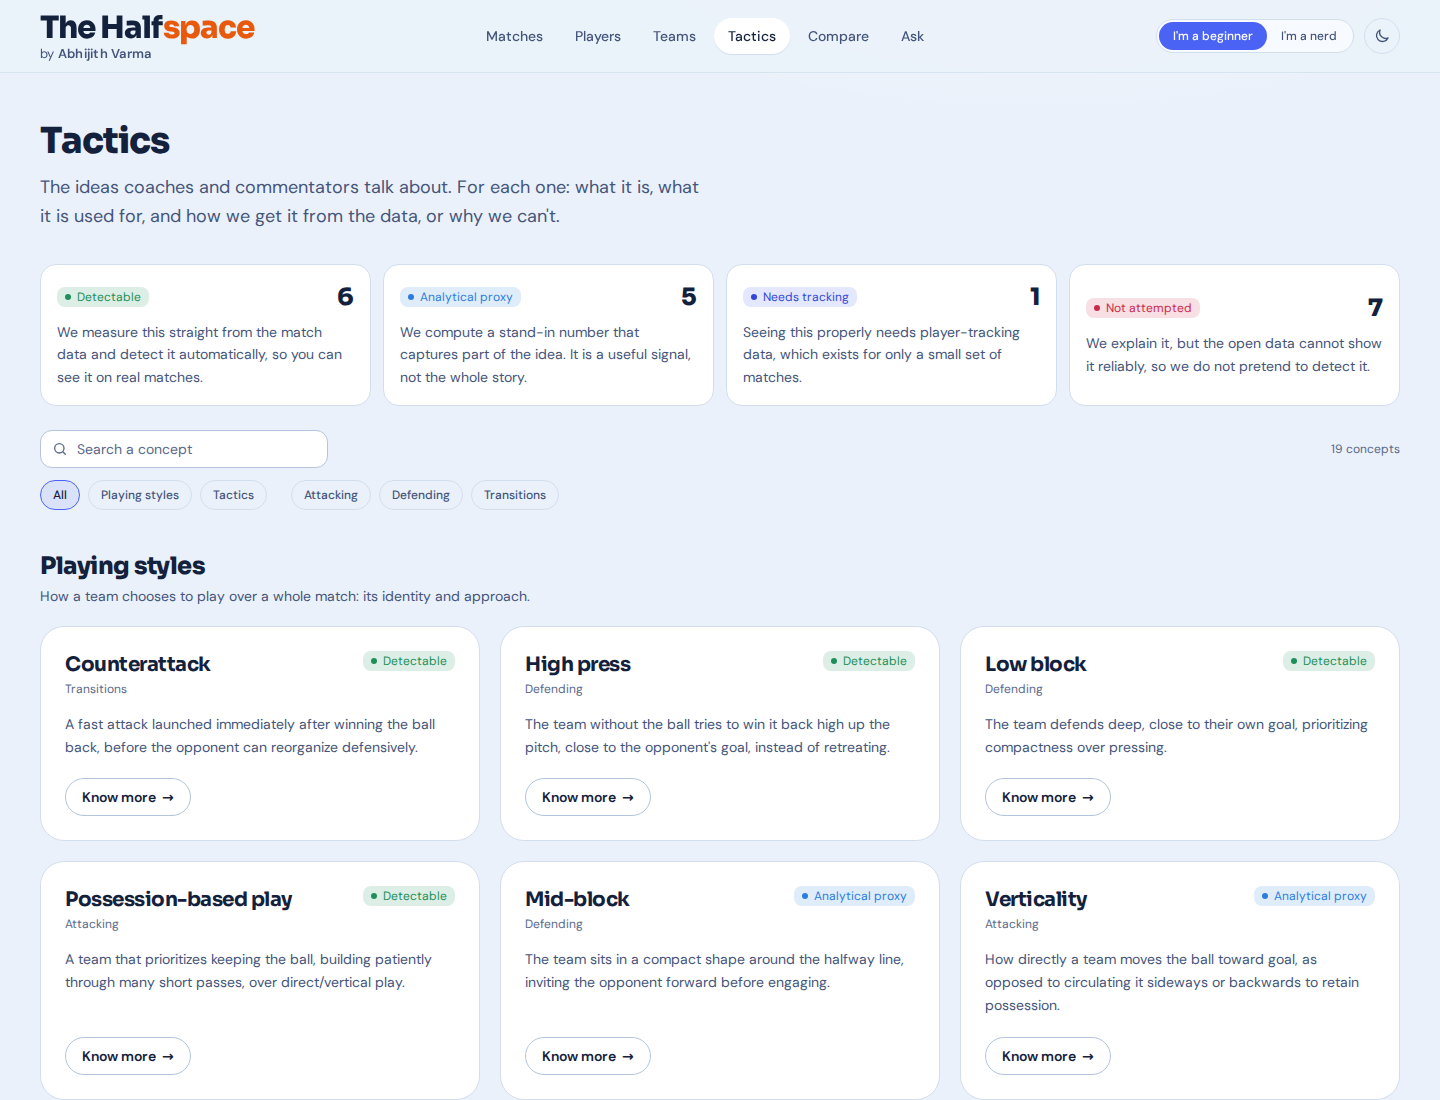 The Halfspace
by Abhijith Varma
Matches
Players
Teams
Tactics
Compare
Ask
I'm a beginner
I'm a nerd
Tactics
The ideas coaches and commentators talk about. For each one: what it is, what
it is used for, and how we get it from the data, or why we can't.
Detectable
6
We measure this straight from the match
data and detect it automatically, so you can
see it on real matches.
Analytical proxy
5
We compute a stand-in number that
captures part of the idea. It is a useful signal,
not the whole story.
Needs tracking
1
Seeing this properly needs player-tracking
data, which exists for only a small set of
matches.
Not attempted
7
We explain it, but the open data cannot show
it reliably, so we do not pretend to detect it.
Search a concept
19 concepts
All
Playing styles
Tactics
Attacking
Defending
Transitions
Playing styles
How a team chooses to play over a whole match: its identity and approach.
Counterattack
Detectable
Transitions
A fast attack launched immediately after winning the ball
back, before the opponent can reorganize defensively.
Know more →
High press
Detectable
Defending
The team without the ball tries to win it back high up the
pitch, close to the opponent's goal, instead of retreating.
Know more →
Low block
Detectable
Defending
The team defends deep, close to their own goal, prioritizing
compactness over pressing.
Know more →
Possession-based play
Detectable
Attacking
A team that prioritizes keeping the ball, building patiently
through many short passes, over direct/vertical play.
Know more →
Mid-block
Analytical proxy
Defending
The team sits in a compact shape around the halfway line,
inviting the opponent forward before engaging.
Know more →
Verticality
Analytical proxy
Attacking
How directly a team moves the ball toward goal, as
opposed to circulating it sideways or backwards to retain
possession.
Know more →